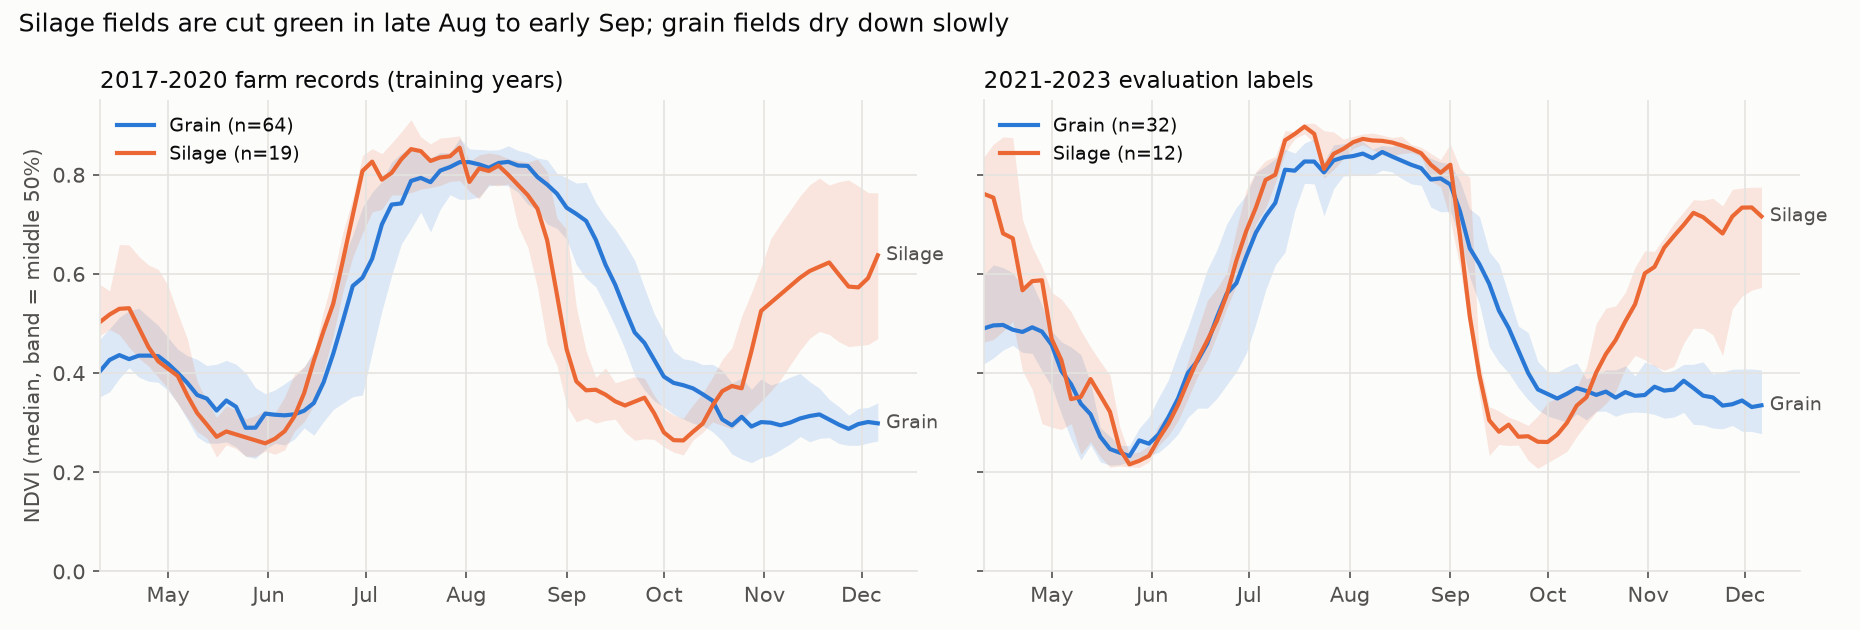 Silage fields are cut green in late Aug to early Sep; grain fields dry down slowly
2017-2020 farm records (training years)
Grain (n=64)
Silage (n=19)
NDVI (median, band = middle 50%)
0.8
0.6
0.4
0.2
0.0
Silage
Grain
May Jun Jul Aug Sep Oct Nov Dec
2021-2023 evaluation labels
Grain (n=32)
Silage (n=12)
Silage
Grain
May Jun Jul Aug Sep Oct Nov Dec